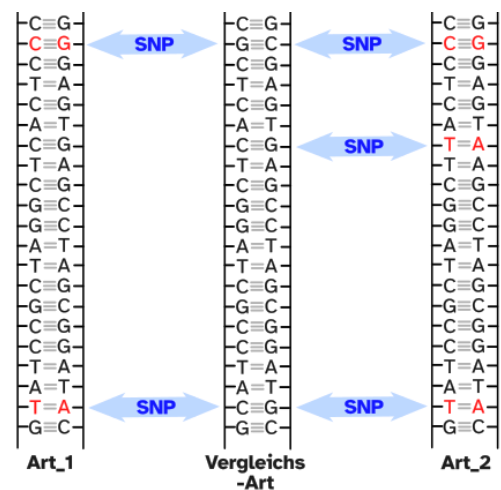 C≡G C≡G C≡G
C≡G SNP G≡C SNP C≡G
C≡G C≡G C≡G
T=A T=A T=A
C≡G C≡G C≡G
A=T A=T A=T
C≡G C≡G SNP T=A
T=A T=A T=A
C≡G C≡G C≡G
G≡C G≡C G≡C
G≡C G≡C G≡C
A=T A=T A=T
T=A T=A T=A
C≡G C≡G C≡G
G≡C G≡C G≡C
C≡G C≡G C≡G
C≡G C≡G C≡G
T=A T=A T=A
A=T A=T A=T
T=A SNP C≡G SNP T=A
G≡C G≡C G≡C
Art_1 Vergleichs Art_2
-Art